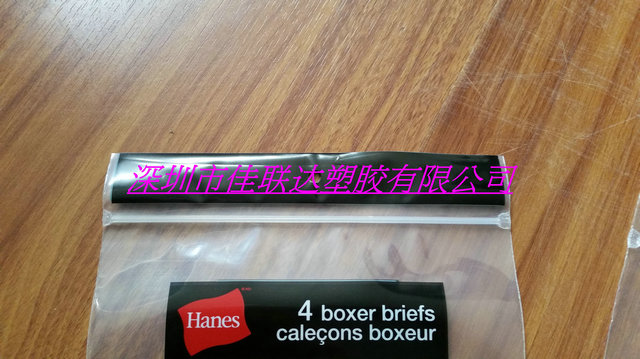 深圳市佳联达塑胶有限公司
Hanes
4 boxer briefs
caleçons boxeur